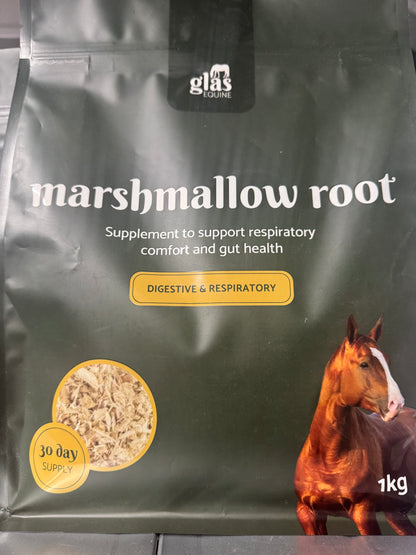 glas
EQUINE
marshmallow root
Supplement to support respiratory
comfort and gut health
DIGESTIVE & RESPIRATORY
30 day
SUPPLY
1kg